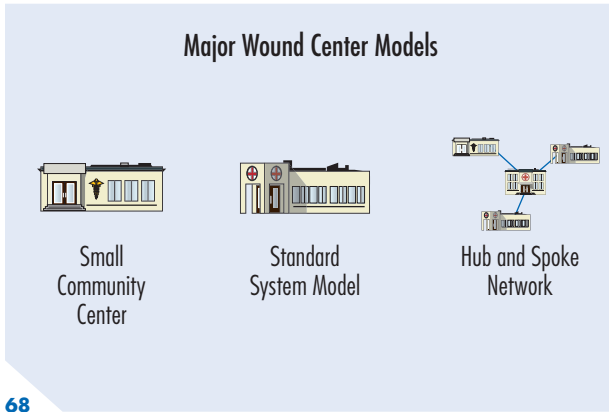 Major Wound Center Models
Small
Community
Center
Standard
System Model
Hub and Spoke
Network
68